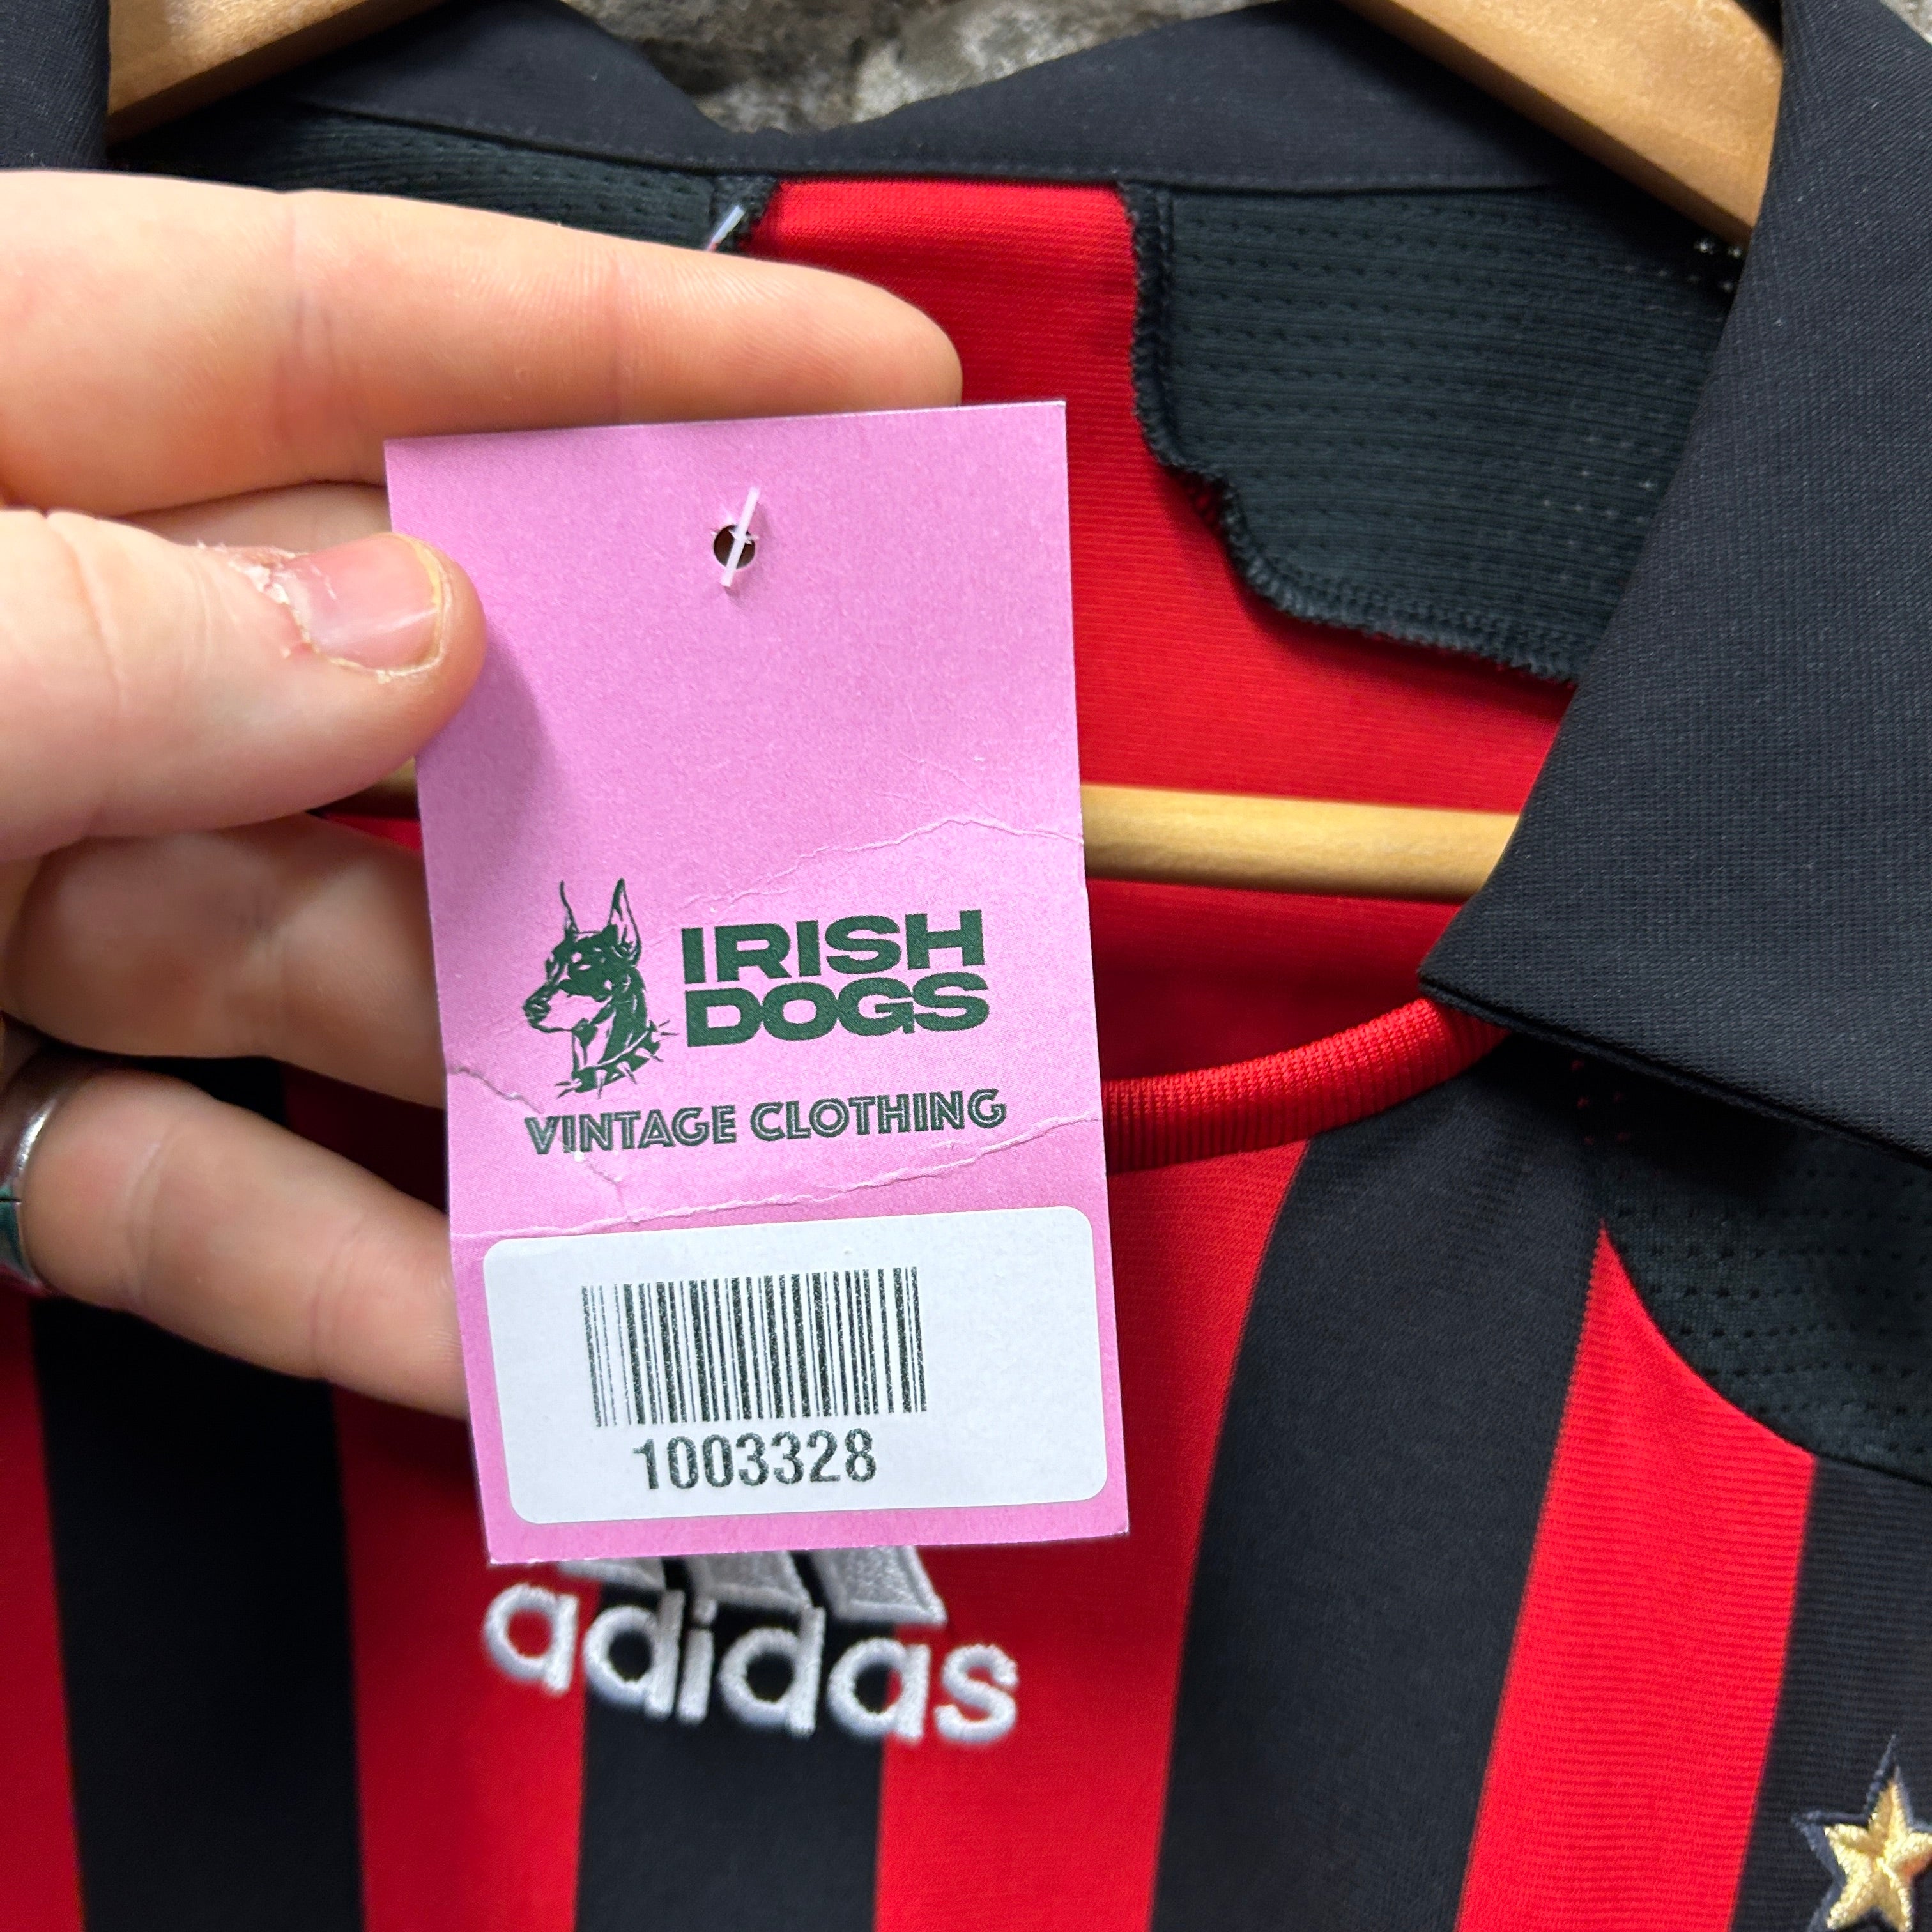 IRISH
DOGS
VINTAGE CLOTHING
1003328
adidas